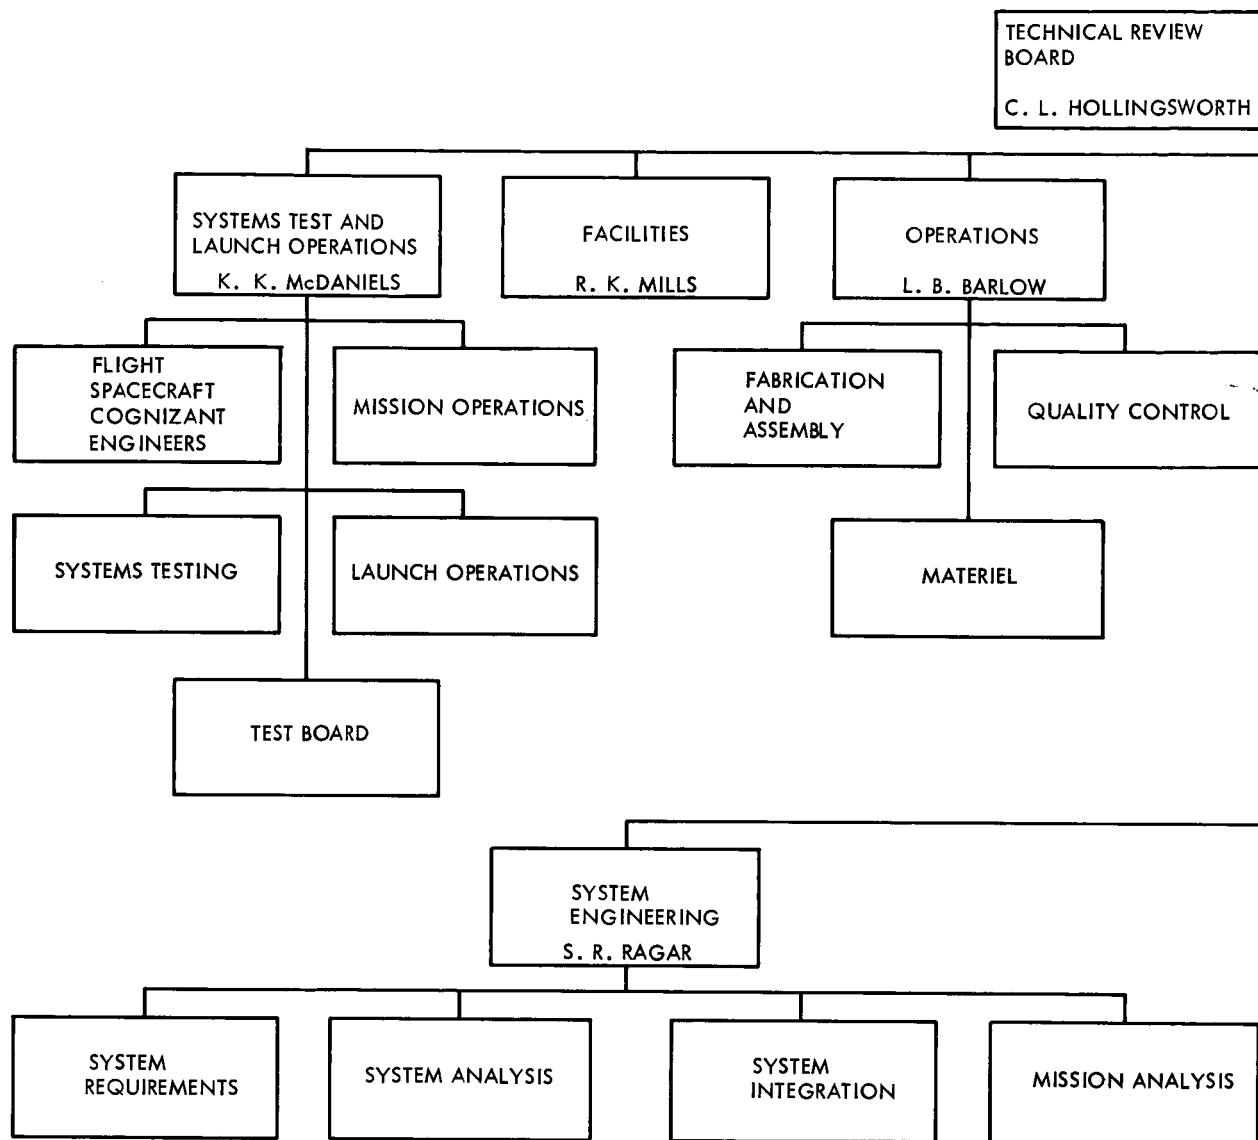 TECHNICAL REVIEW
BOARD
C. L. HOLLINGSWORTH
SYSTEMS TEST AND
LAUNCH OPERATIONS
K. K. McDANIELS
FACILITIES
R. K. MILLS
OPERATIONS
L. B. BARLOW
FLIGHT
SPACECRAFT
COGNIZANT
ENGINEERS
MISSION OPERATIONS
FABRICATION
AND
ASSEMBLY
QUALITY CONTROL
SYSTEMS TESTING
LAUNCH OPERATIONS
MATERIEL
TEST BOARD
SYSTEM
ENGINEERING
S. R. RAGAR
SYSTEM
REQUIREMENTS
SYSTEM ANALYSIS
SYSTEM
INTEGRATION
MISSION ANALYSIS